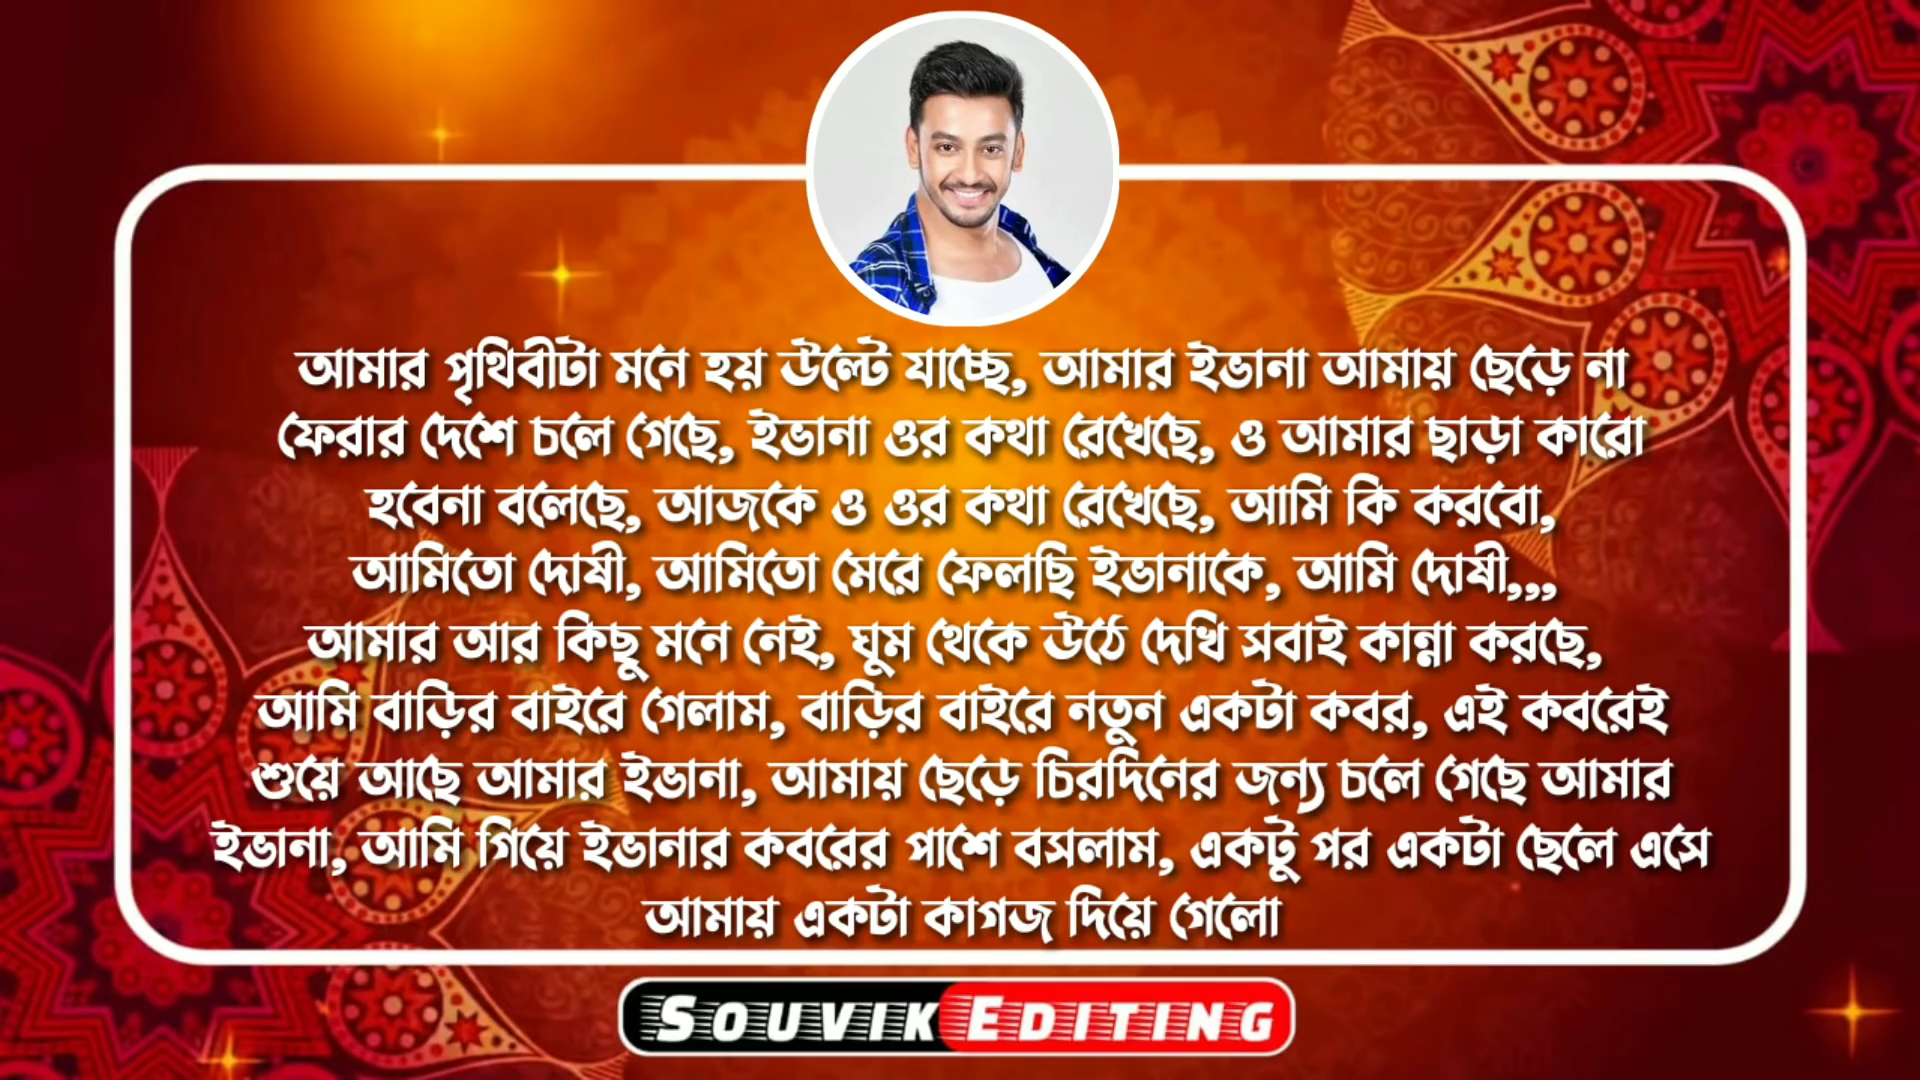 আমার পৃথিবীটা মনে হয় উল্টে যাচ্ছে, আমার ইভানা আমায় ছেড়ে না
ফেরার দেশে চলে গেছে, ইভানা ওর কথা রেখেছে, ও আমার ছাড়া কারো
হবেনা বলেছে, আজকে ও ওর কথা রেখেছে, আমি কি করবো,
আমিতো দোষী, আমিতো মেরে ফেলছি ইভানাকে, আমি দোষী,,,
আমার আর কিছু মনে নেই, ঘুম থেকে উঠে দেখি সবাই কান্না করছে,
আমি বাড়ির বাইরে গেলাম, বাড়ির বাইরে নতুন একটা কবর, এই কবরেই
শুয়ে আছে আমার ইভানা, আমায় ছেড়ে চিরদিনের জন্য চলে গেছে আমার
ইভানা, আমি গিয়ে ইভানার কবরের পাশে বসলাম, একটু পর একটা ছেলে এসে
আমায় একটা কাগজ দিয়ে গেলো
SOUVIK EDITING